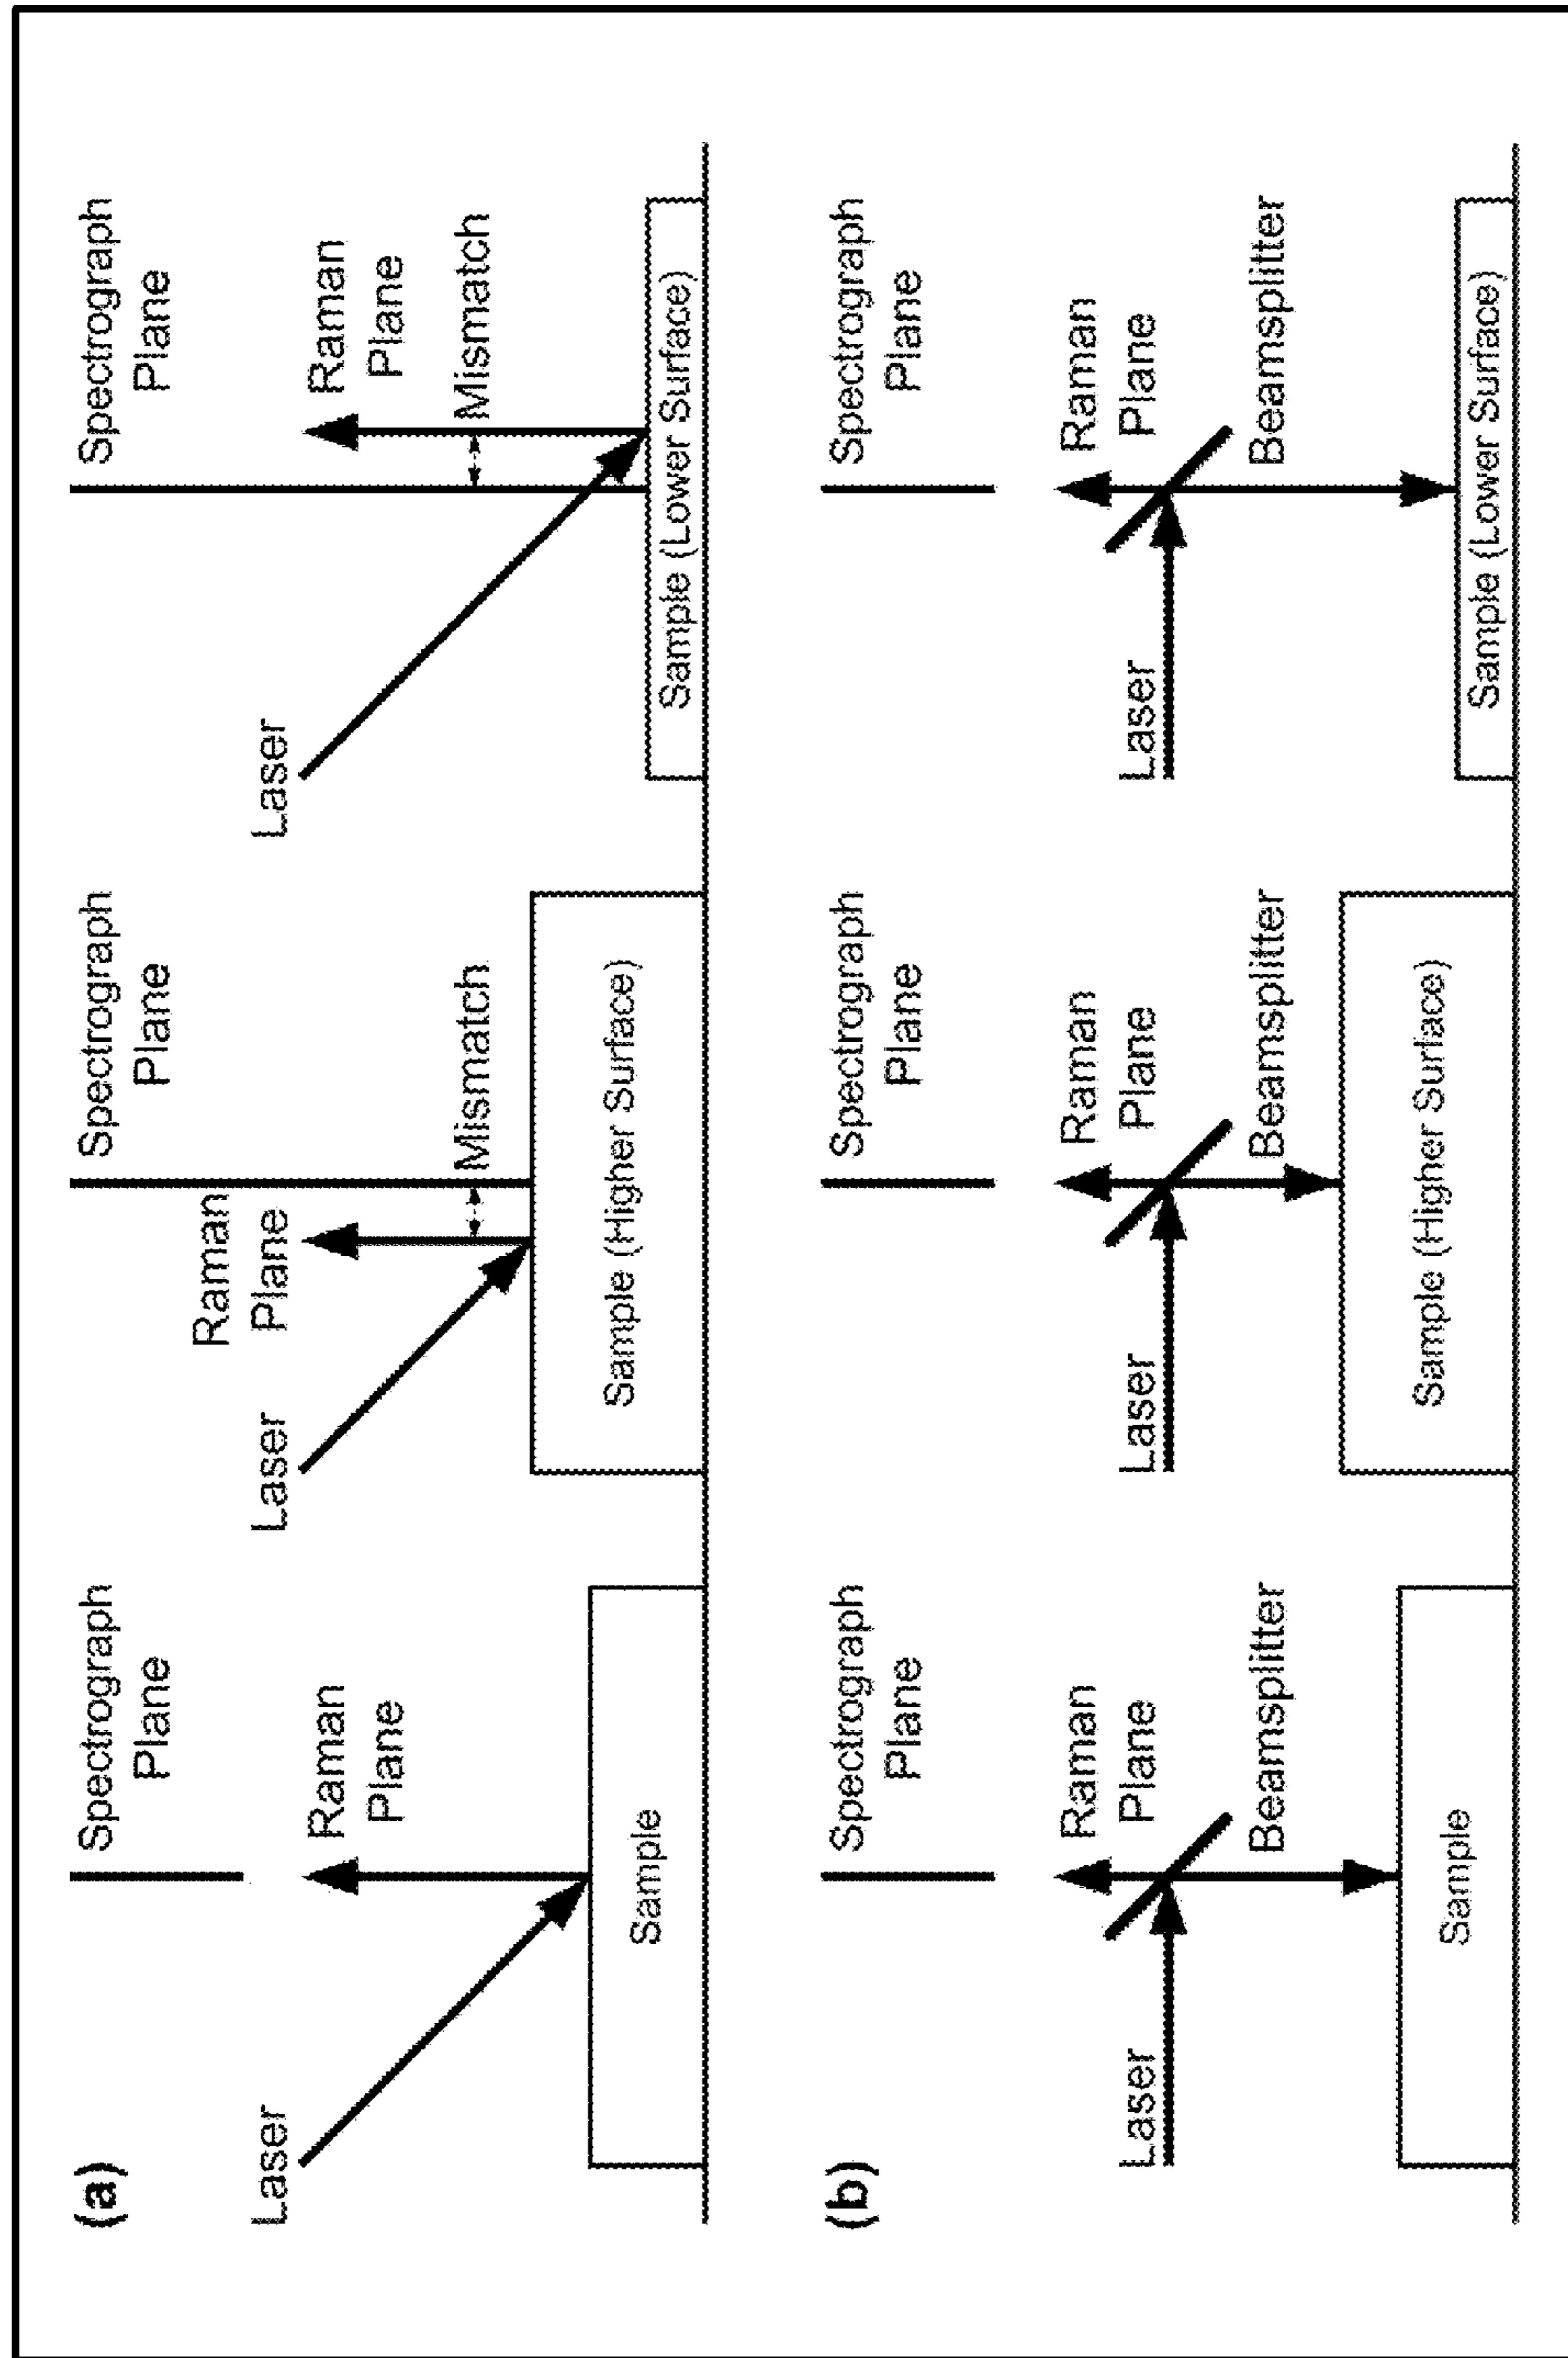 (a)
Laser
Spectrograph
Plane
Raman
Plane
Sample
Laser
Raman
Plane
Spectrograph
Plane
Mismatch
Sample (Higher Surface)
Laser
Spectrograph
Plane
Raman
Plane
Mismatch
Sample (Lower Surface)
(b)
Laser
Spectrograph
Plane
Raman
Plane
Beamsplitter
Sample
Laser
Spectrograph
Plane
Raman
Plane
Beamsplitter
Sample (Higher Surface)
Laser
Spectrograph
Plane
Raman
Plane
Beamsplitter
Sample (Lower Surface)